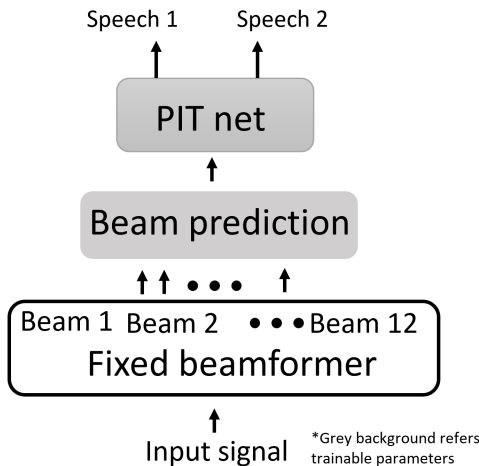 Speech 1 Speech 2
PIT net
Beam prediction
Beam 1 Beam 2 ••• Beam 12
Fixed beamformer
Input signal
*Grey background refers
trainable parameters